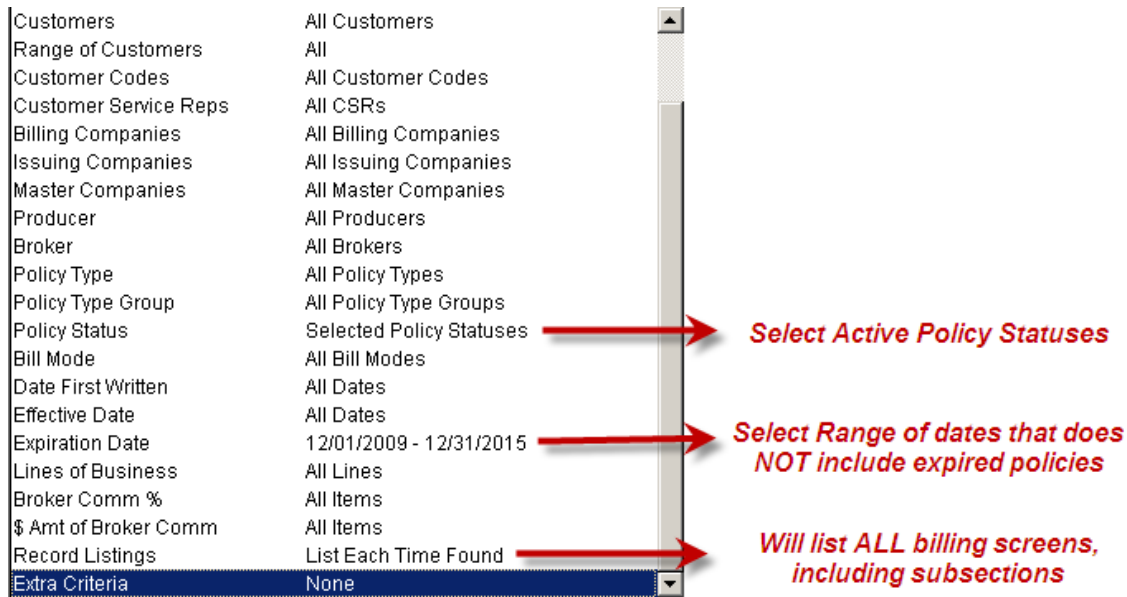 Customers All Customers
Range of Customers All
Customer Codes All Customer Codes
Customer Service Reps All CSRs
Billing Companies All Billing Companies
Issuing Companies All Issuing Companies
Master Companies All Master Companies
Producer All Producers
Broker All Brokers
Policy Type All Policy Types
Policy Type Group All Policy Type Groups
Policy Status Selected Policy Statuses Select Active Policy Statuses
Bill Mode All Bill Modes
Date First Written All Dates
Effective Date All Dates
Expiration Date 12/01/2009 - 12/31/2015
Select Range of dates that does
NOT include expired policies
Lines of Business All Lines
Broker Comm % All Items
$ Amt of Broker Comm All Items
Record Listings List Each Time Found
Will list ALL billing screens,
including subsections
Extra Criteria None